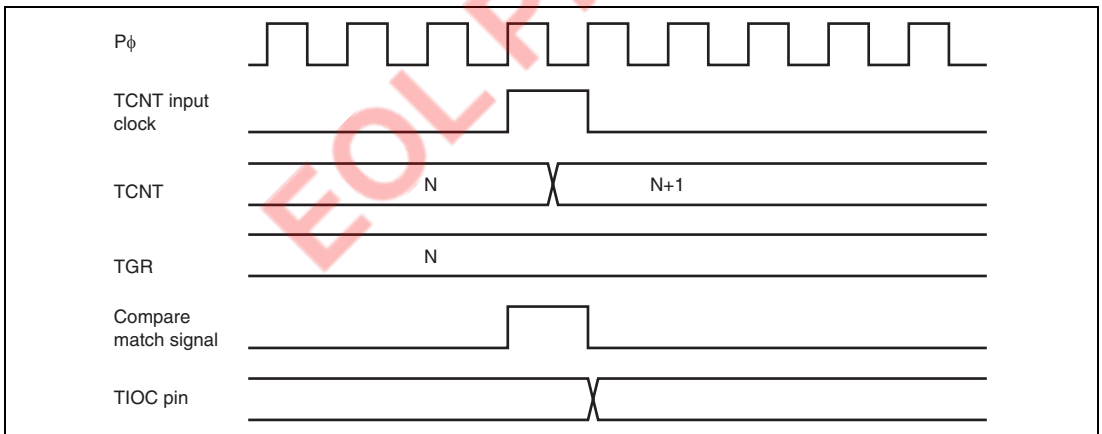 Pφ
TCNT input
clock
TCNT
N
N+1
TGR
N
Compare
match signal
TIOC pin
EOL P